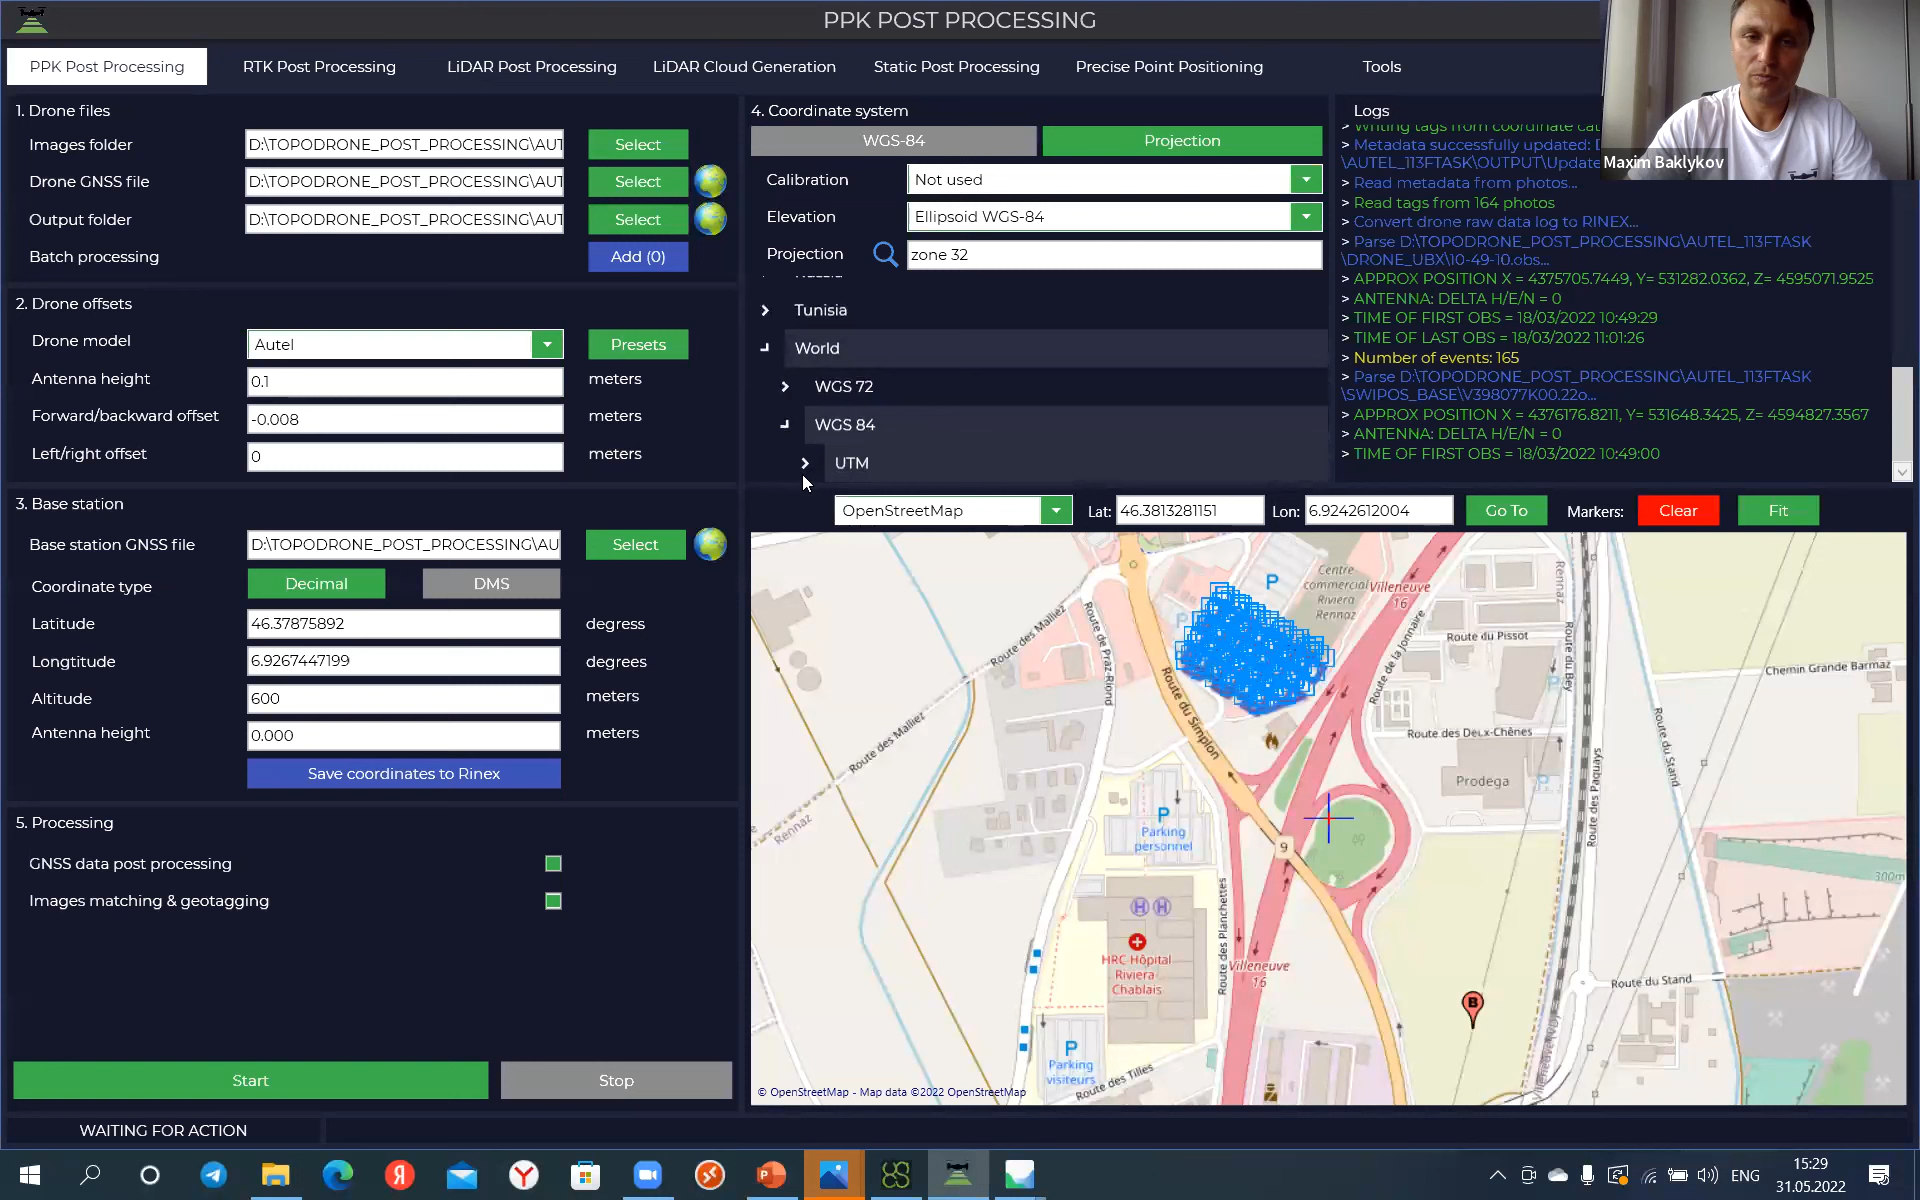 PPK POST PROCESSING
PPK Post Processing
RTK Post Processing
LiDAR Post Processing
LiDAR Cloud Generation
Static Post Processing
Precise Point Positioning
Tools
1. Drone files
Images folder
D:\TOPODRONE_POST_PROCESSING\AUT
Select
Drone GNSS file
D:\TOPODRONE_POST_PROCESSING\AUT
Select
Output folder
D:\TOPODRONE_POST_PROCESSING\AUT
Select
Batch processing
Add (0)
2. Drone offsets
Drone model
Autel
Presets
Antenna height
0.1
meters
Forward/backward offset
-0.008
meters
Left/right offset
0
meters
3. Base station
Base station GNSS file
D:\TOPODRONE_POST_PROCESSING\AU
Select
Coordinate type
Decimal
DMS
Latitude
46.37875892
degress
Longtitude
6.9267447199
degrees
Altitude
600
meters
Antenna height
0.000
meters
Save coordinates to Rinex
5. Processing
GNSS data post processing
Images matching & geotagging
Start
Stop
WAITING FOR ACTION
4. Coordinate system
WGS-84
Projection
Calibration
Not used
Elevation
Ellipsoid WGS-84
Projection
zone 32
Russia
Tunisia
World
WGS 72
WGS 84
UTM
Logs
> Writing tags from coordinate cat
> Metadata successfully updated: D
\AUTEL_113FTASK\OUTPUT\Update
> Read metadata from photos...
> Read tags from 164 photos
> Convert drone raw data log to RINEX...
> Parse D:\TOPODRONE_POST_PROCESSING\AUTEL_113FTASK
\DRONE_UBX\10-49-10.obs...
> APPROX POSITION X = 4375705.7449, Y= 531282.0362, Z= 4595071.9525
> ANTENNA: DELTA H/E/N = 0
> TIME OF FIRST OBS = 18/03/2022 10:49:29
> TIME OF LAST OBS = 18/03/2022 11:01:26
> Number of events: 165
> Parse D:\TOPODRONE_POST_PROCESSING\AUTEL_113FTASK
\SWIPOS_BASE\V398077K00.22o...
> APPROX POSITION X = 4376176.8211, Y= 531648.3425, Z= 4594827.3567
> ANTENNA: DELTA H/E/N = 0
> TIME OF FIRST OBS = 18/03/2022 10:49:00
Maxim Baklykov
OpenStreetMap
Lat:
46.3813281151
Lon:
6.9242612004
Go To
Markers:
Clear
Fit
Centre
commercial
Riviera
Rennaz
P
P
Villeneuve
16
Route des Malliez
Route de Praz-Riond
Route de la Jonnaire
Rennaz
Route du Pissot
Route du Bey
Chemin Grande Barmaz
Route du Simplon
Route des Malliez
Route des Deux-Chênes
Route du Stand
Prodega
P
P
Rennaz
Parking
personnel
9
Route des Paquays
300m
H H
HRC Hôpital
Riviera
Chablais
Route des Planchettes
Villeneuve
16
B
Route du Stand
P
Parking
visiteurs
Route des Tilles
Villeneuve (VD)
© OpenStreetMap - Map data ©2022 OpenStreetMap
ENG
15:29
31.05.2022